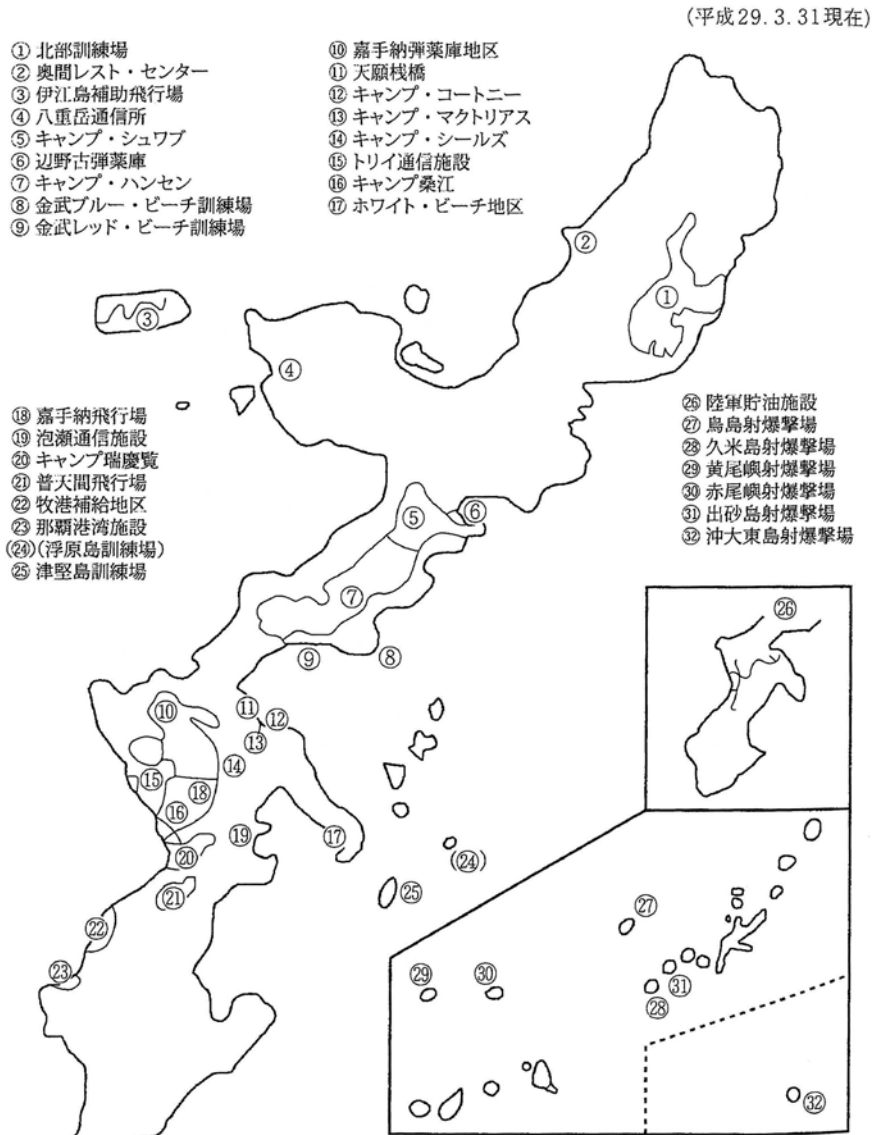 (平成29.3.31現在)
① 北部訓練場
② 奥間レスト・センター
③ 伊江島補助飛行場
④ 八重岳通信所
⑤ キャンプ・シュワブ
⑥ 辺野古弾薬庫
⑦ キャンプ・ハンセン
⑧ 金武ブルー・ビーチ訓練場
⑨ 金武レッド・ビーチ訓練場
⑩ 嘉手納弾薬庫地区
⑪ 天願桟橋
⑫ キャンプ・コートニー
⑬ キャンプ・マクトリアス
⑭ キャンプ・シールズ
⑮ トリイ通信施設
⑯ キャンプ桑江
⑰ ホワイト・ビーチ地区
⑱ 嘉手納飛行場
⑲ 泡瀬通信施設
⑳ キャンプ瑞慶覧
㉑ 普天間飛行場
㉒ 牧港補給地区
㉓ 那覇港湾施設
(㉔)(浮原島訓練場)
㉕ 津堅島訓練場
㉖ 陸軍貯油施設
㉗ 鳥島射爆撃場
㉘ 久米島射爆撃場
㉙ 黄尾嶼射爆撃場
㉚ 赤尾嶼射爆撃場
㉛ 出砂島射爆撃場
㉜ 沖大東島射爆撃場
②
①
③
④
⑤
⑥
⑦
⑨
⑧
⑩
⑪
⑫
⑬
⑭
⑮
⑱
⑯
⑲
⑰
⑳
(㉔)
㉑
㉕
㉒
㉓
㉖
㉗
㉙
㉚
㉛
㉘
㉜